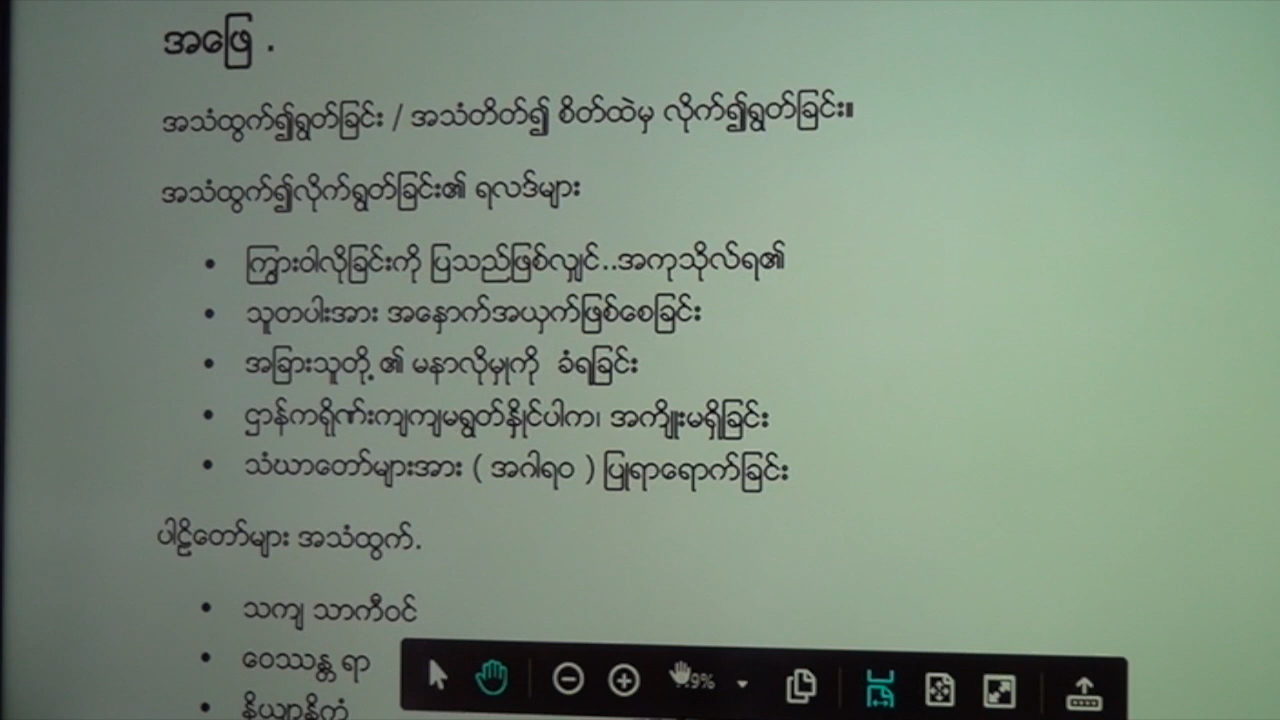 အဖြေ .
အသံထွက်၍ရွတ်ခြင်း / အသံတိတ်၍ စိတ်ထဲမှ လိုက်၍ရွတ်ခြင်း။
အသံထွက်၍လိုက်ရွတ်ခြင်း၏ ရလဒ်များ
• ကြွားဝါလိုခြင်းကို ပြသည်ဖြစ်လျှင်..အကုသိုလ်ရ၏
• သူတပါးအား အနှောက်အယှက်ဖြစ်စေခြင်း
• အခြားသူတို့ ၏ မနာလိုမှုကို ခံရခြင်း
• ဌာန်ကရိုဏ်းကျကျမရွတ်နှိုင်ပါက၊ အကျိုးမရှိခြင်း
• သံဃာတော်များအား ( အဂါရဝ ) ပြုရာရောက်ခြင်း
ပါဠိတော်များ အသံထွက်.
• သကျ သာကီဝင်
• ဝေဿန္တ ရာ
• နိယျာနိကံ